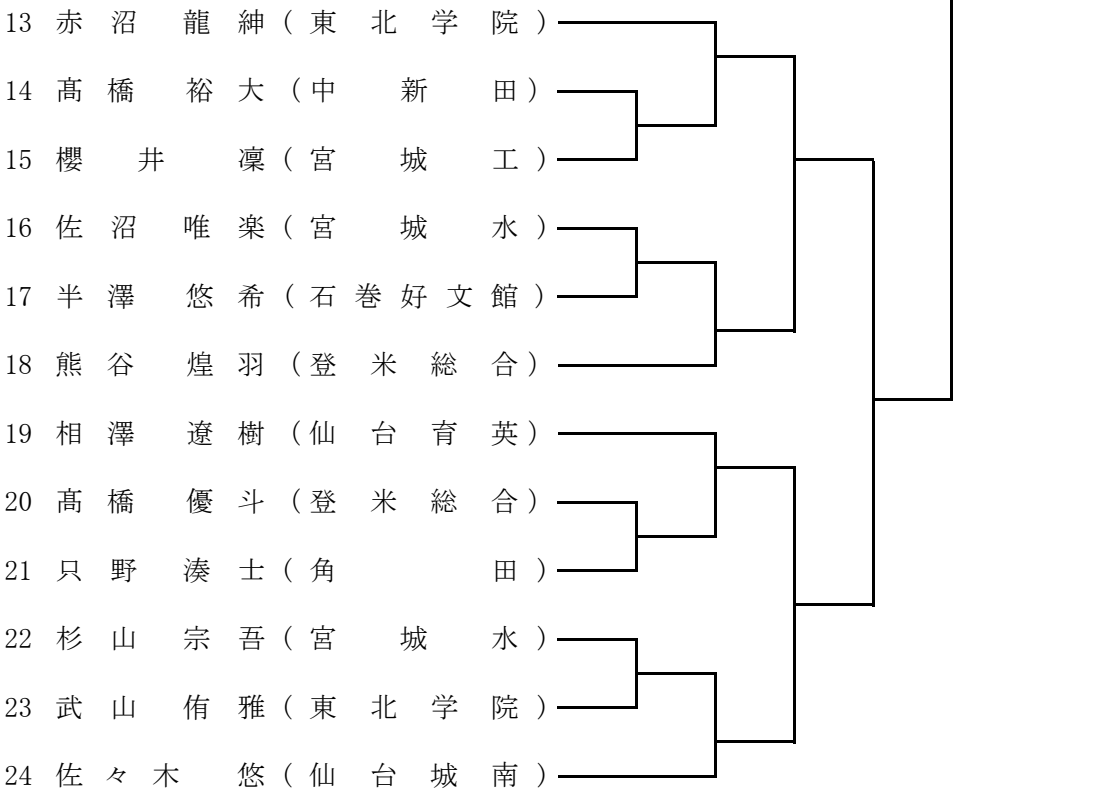 13 赤沼 龍紳(東北学院)
14 髙橋 裕大(中新田)
15 櫻井 凜(宮城工)
16 佐沼 唯楽(宮城水)
17 半澤 悠希(石巻好文館)
18 熊谷 煌羽(登米総合)
19 相澤 遼樹(仙台育英)
20 髙橋 優斗(登米総合)
21 只野 湊士(角田)
22 杉山 宗吾(宮城水)
23 武山 侑雅(東北学院)
24 佐々木 悠(仙台城南)